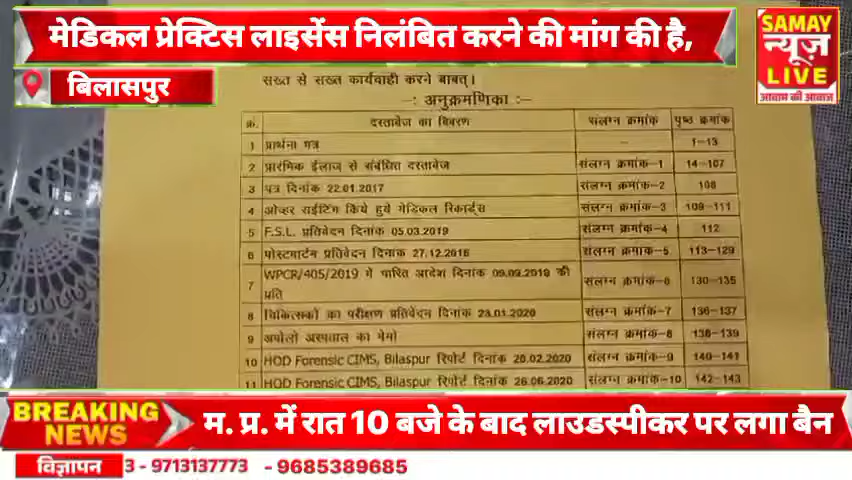 मेडिकल प्रेक्टिस लाइसेंस निलंबित करने की मांग की है,
SAMAY
न्यूज़
LIVE
आवाम की आवाज़
बिलासपुर
सख्त से सख्त कार्यवाही करने बाबत्।
–: अनुक्रमणिका :–
क्र. दस्तावेज का विवरण संलग्न क्रमांक पृष्ठ क्रमांक
1 प्रार्थना पत्र – 1-13
2 प्रारंभिक ईलाज से संबंधित दस्तावेज संलग्न क्रमांक-1 14-107
3 पत्र दिनांक 22.01.2017 संलग्न क्रमांक-2 108
4 ओव्हर राईटिंग किये हुये मेडिकल रिकार्ड्स संलग्न क्रमांक-3 109-111
5 F.S.L. प्रतिवेदन दिनांक 05.03.2019 संलग्न क्रमांक-4 112
6 पोस्टमार्टम प्रतिवेदन दिनांक 27.12.2016 संलग्न क्रमांक-5 113-129
7 WPCR/405/2019 में पारित आदेश दिनांक 09.09.2019 की संलग्न क्रमांक-6 130-135
प्रति
8 चिकित्सकों का परीक्षण प्रतिवेदन दिनांक 23.01.2020 संलग्न क्रमांक-7 136-137
9 अपोलो अस्पताल का मेमो संलग्न क्रमांक-8 138-139
10 HOD Forensic CIMS, Bilaspur रिपोर्ट दिनांक 20.02.2020 संलग्न क्रमांक-9 140-141
11 HOD Forensic CIMS, Bilaspur रिपोर्ट दिनांक 26.06.2020 संलग्न क्रमांक-10 142-143
BREAKING
NEWS
म. प्र. में रात 10 बजे के बाद लाउडस्पीकर पर लगा बैन
विज्ञापन 3 - 9713137773 - 9685389685